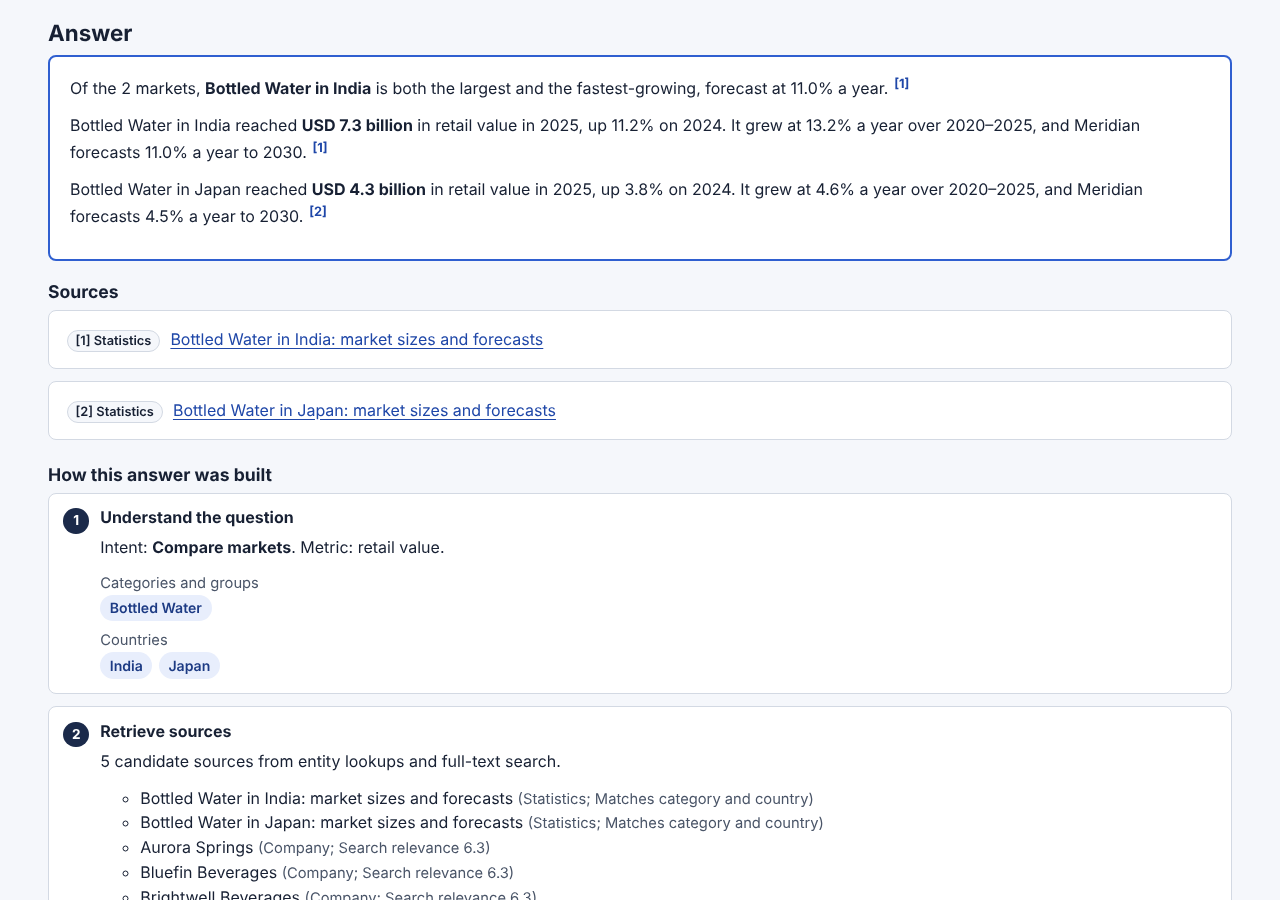 Answer
Of the 2 markets, Bottled Water in India is both the largest and the fastest-growing, forecast at 11.0% a year. [1]
Bottled Water in India reached USD 7.3 billion in retail value in 2025, up 11.2% on 2024. It grew at 13.2% a year over 2020–2025, and Meridian
forecasts 11.0% a year to 2030. [1]
Bottled Water in Japan reached USD 4.3 billion in retail value in 2025, up 3.8% on 2024. It grew at 4.6% a year over 2020–2025, and Meridian
forecasts 4.5% a year to 2030. [2]
Sources
[1] Statistics Bottled Water in India: market sizes and forecasts
[2] Statistics Bottled Water in Japan: market sizes and forecasts
How this answer was built
1 Understand the question
Intent: Compare markets. Metric: retail value.
Categories and groups
Bottled Water
Countries
India Japan
2 Retrieve sources
5 candidate sources from entity lookups and full-text search.
Bottled Water in India: market sizes and forecasts (Statistics; Matches category and country)
Bottled Water in Japan: market sizes and forecasts (Statistics; Matches category and country)
Aurora Springs (Company; Search relevance 6.3)
Bluefin Beverages (Company; Search relevance 6.3)
Brightwell Beverages (Company; Search relevance 6.3)